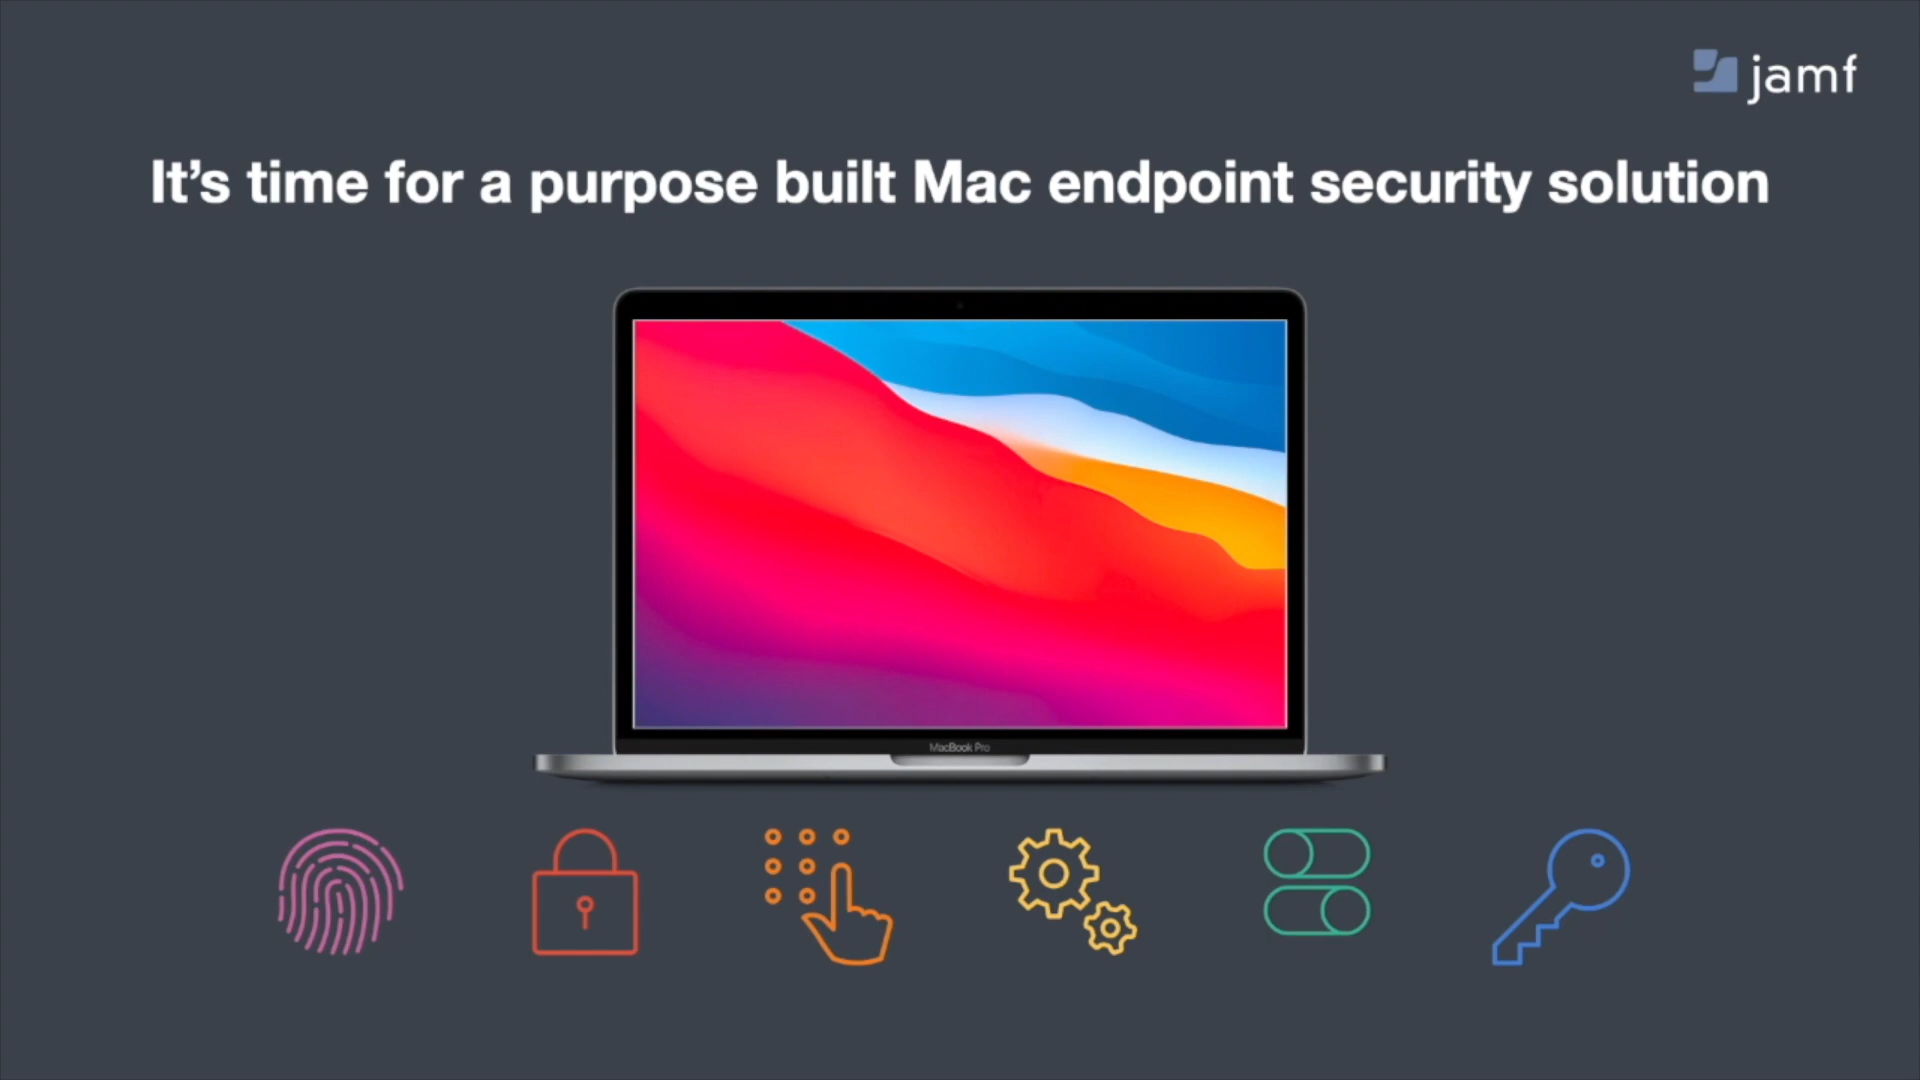 jamf
It’s time for a purpose built Mac endpoint security solution
MacBook Pro